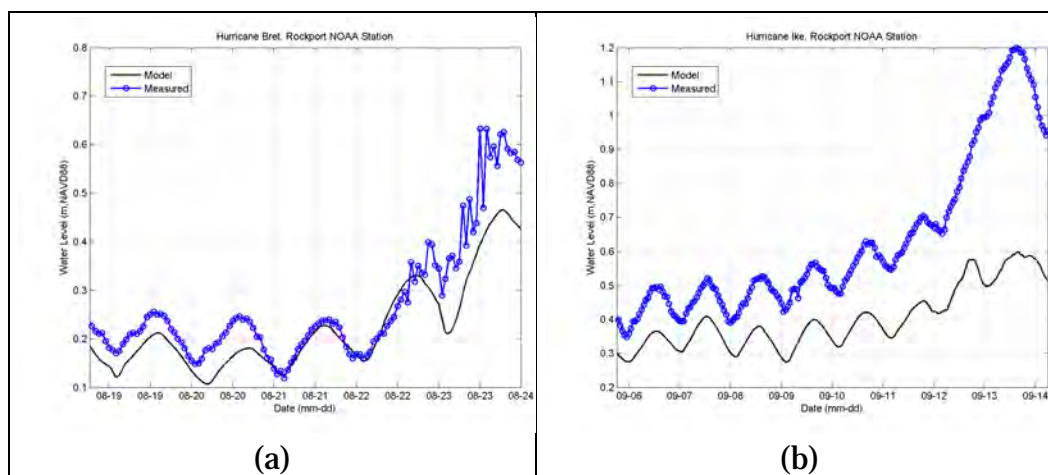 Hurricane Bret, Rockport NOAA Station
0.8
0.7
0.6
0.5
0.4
0.3
0.2
0.1
Water Level (m,NAVD88)
Model
Measured
08-19 08-19 08-20 08-20 08-21 08-21 08-22 08-22 08-23 08-23 08-24
Date (mm-dd)
(a)
Hurricane Ike, Rockport NOAA Station
1.2
1.1
1
0.9
0.8
0.7
0.6
0.5
0.4
0.3
0.2
Water Level (m,NAVD88)
Model
Measured
09-06 09-07 09-08 09-09 09-10 09-11 09-12 09-13 09-14
Date (mm-dd)
(b)